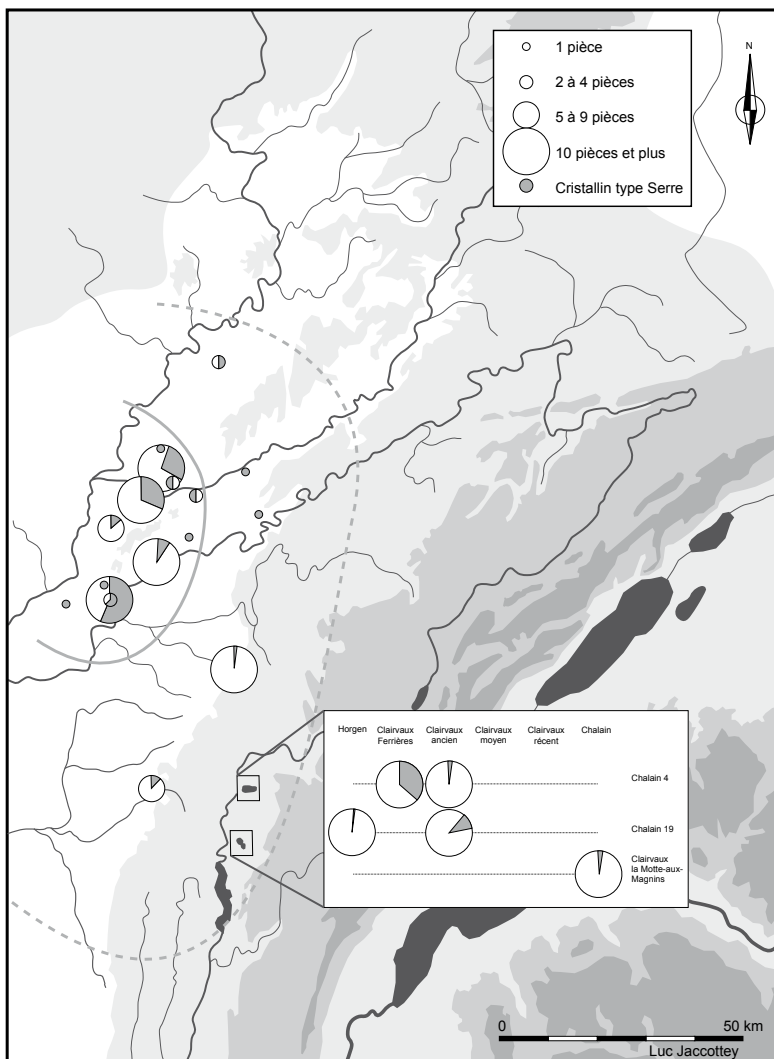 1 pièce
2 à 4 pièces
5 à 9 pièces
10 pièces et plus
Cristallin type Serre
N
Horgen
Clairvaux
Ferrières
Clairvaux
ancien
Clairvaux
moyen
Clairvaux
récent
Chalain
Chalain 4
Chalain 19
Clairvaux
la Motte-aux-
Magnins
0
50 km
Luc Jaccottey